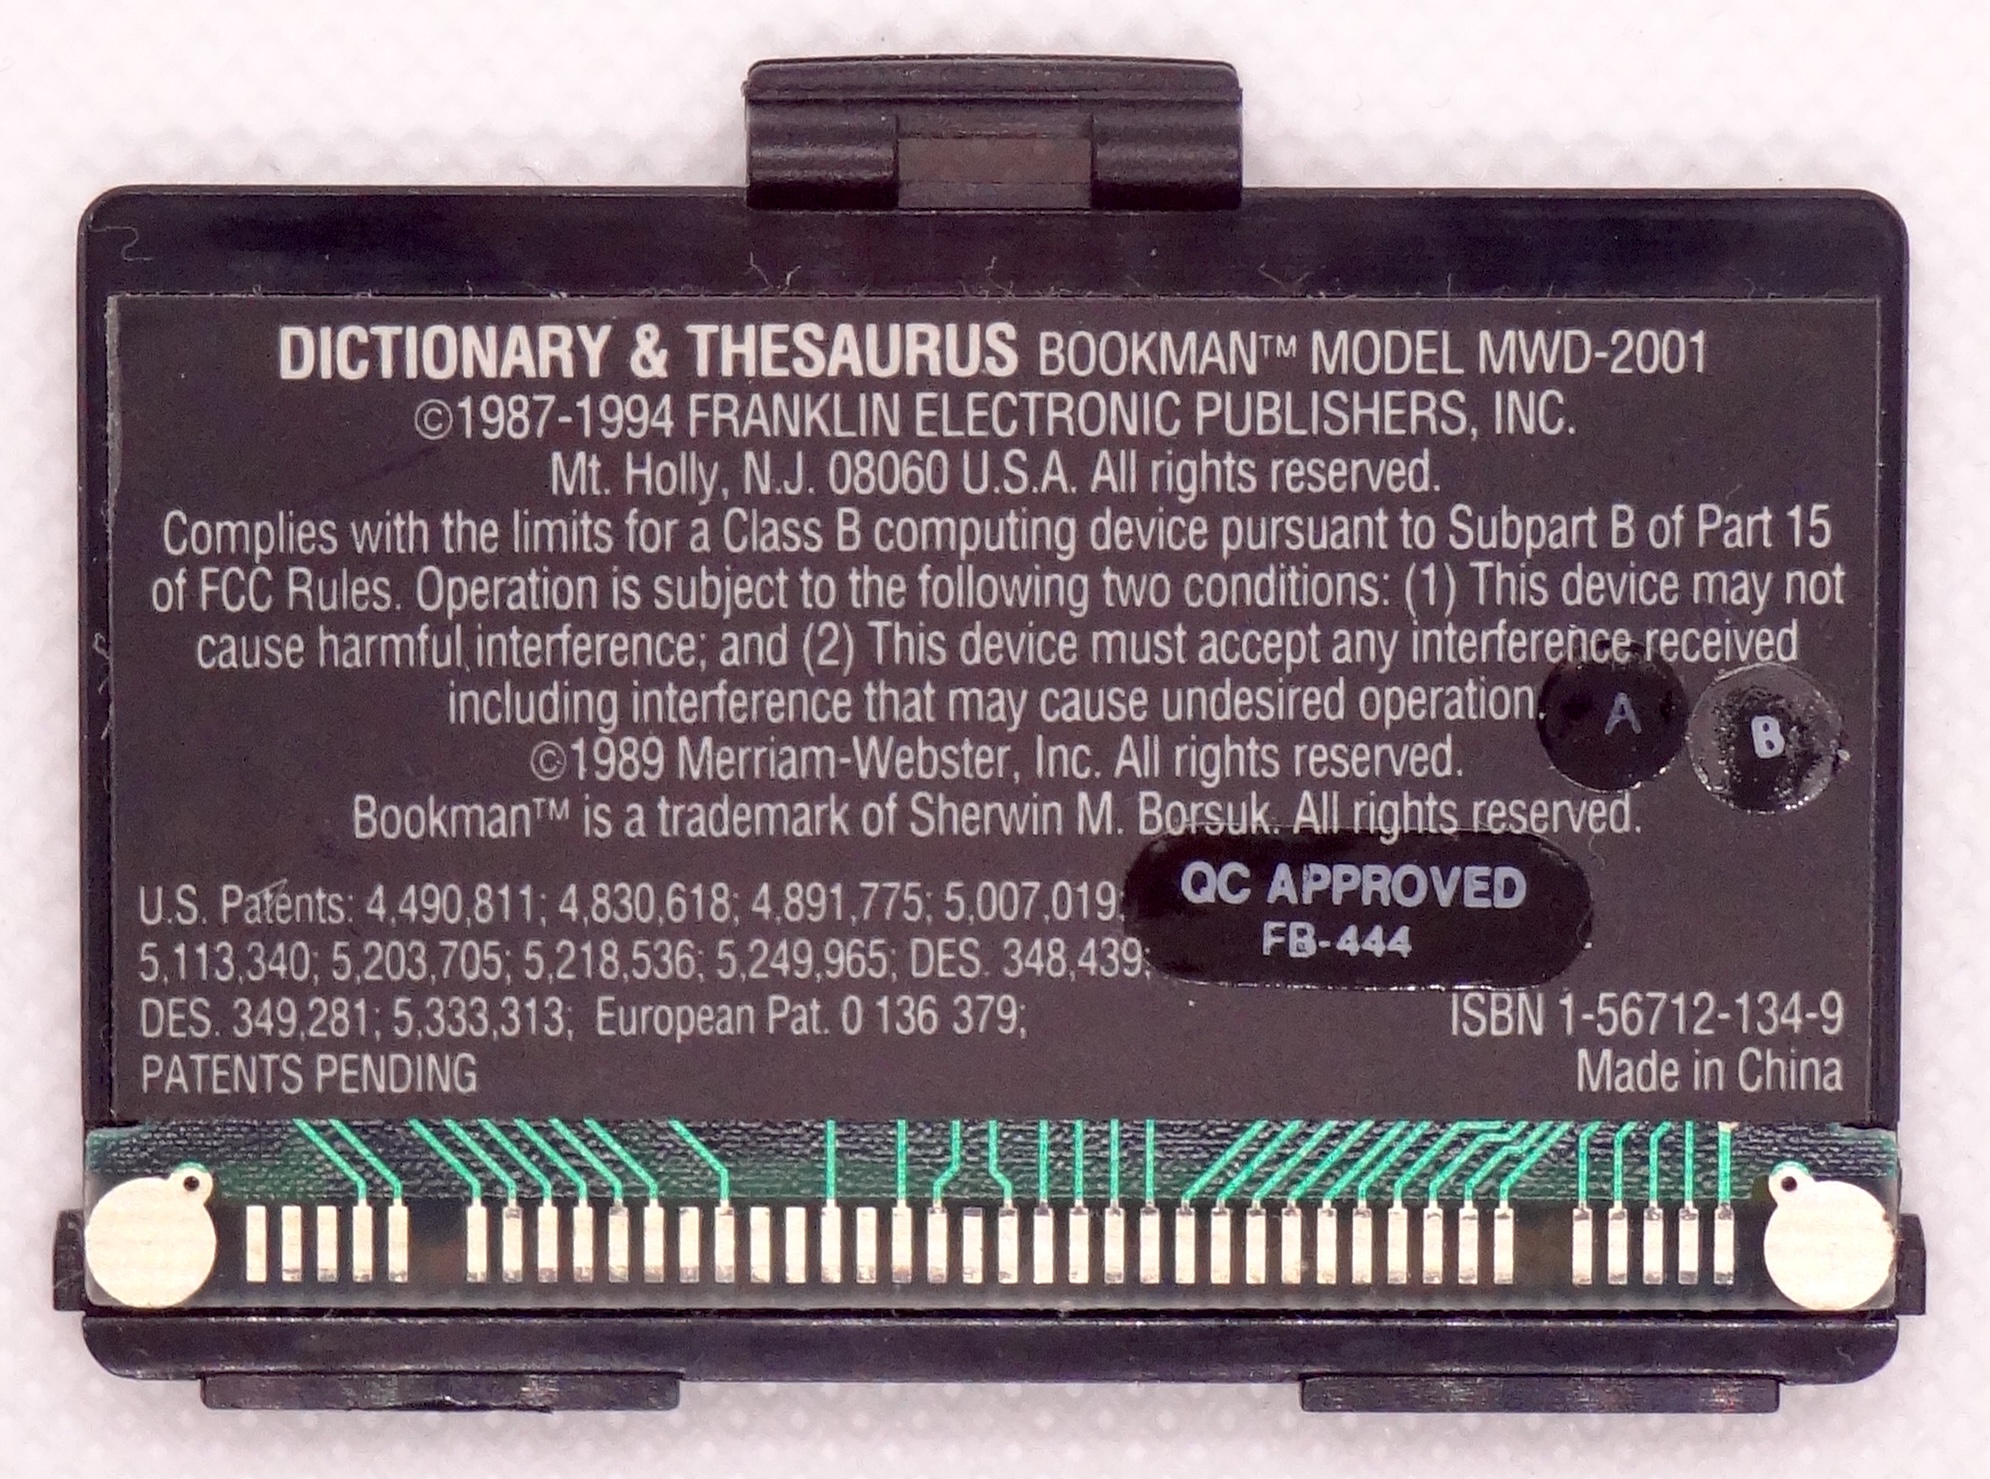 DICTIONARY & THESAURUS BOOKMAN™ MODEL MWD-2001
©1987-1994 FRANKLIN ELECTRONIC PUBLISHERS, INC.
Mt. Holly, N.J. 08060 U.S.A. All rights reserved.
Complies with the limits for a Class B computing device pursuant to Subpart B of Part 15
of FCC Rules. Operation is subject to the following two conditions: (1) This device may not
cause harmful interference; and (2) This device must accept any interference received
including interference that may cause undesired operation.
A
B
©1989 Merriam-Webster, Inc. All rights reserved.
Bookman™ is a trademark of Sherwin M. Borsuk. All rights reserved.
QC APPROVED
FB-444
U.S. Patents: 4,490,811; 4,830,618; 4,891,775; 5,007,019;
5,113,340; 5,203,705; 5,218,536; 5,249,965; DES. 348,439;
DES. 349,281; 5,333,313; European Pat. 0 136 379;
PATENTS PENDING
ISBN 1-56712-134-9
Made in China